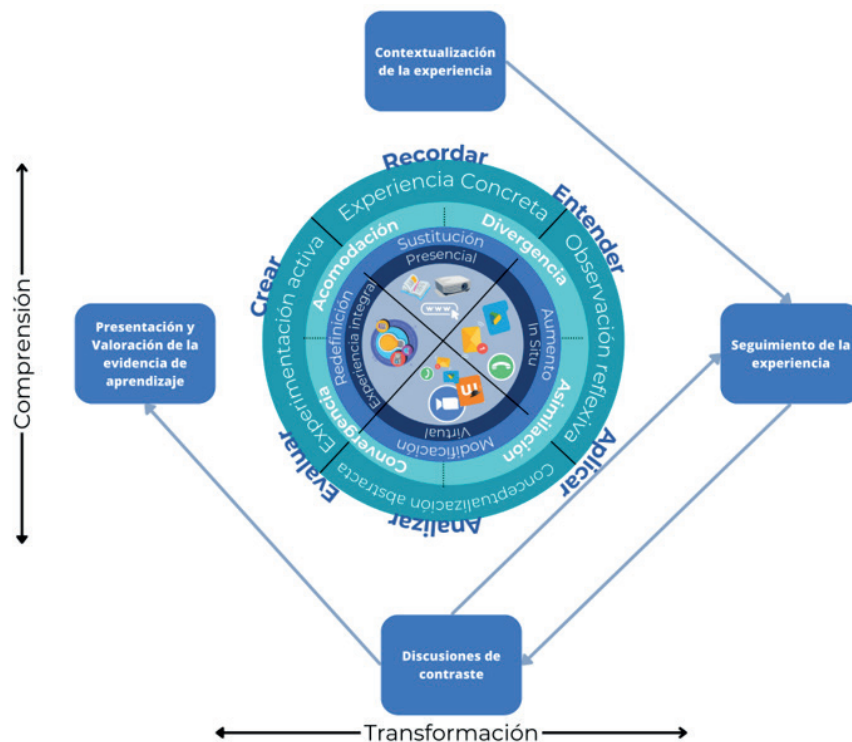 Contextualización
de la experiencia
Recordar
Experiencia Concreta
Entender
Observación reflexiva
Crear
Experimentación activa
Acomodación
Divergencia
Sustitución
Presencial
Redefinición
Experiencia integral
Aumento
In Situ
www
Comprensión
Presentación y
Valoración de la
evidencia de
aprendizaje
Seguimiento de la
experiencia
Virtual
Modificación
Convergencia
Asimilación
Conceptualización abstracta
Evaluar
Aplicar
Analizar
Discusiones de
contraste
Transformación